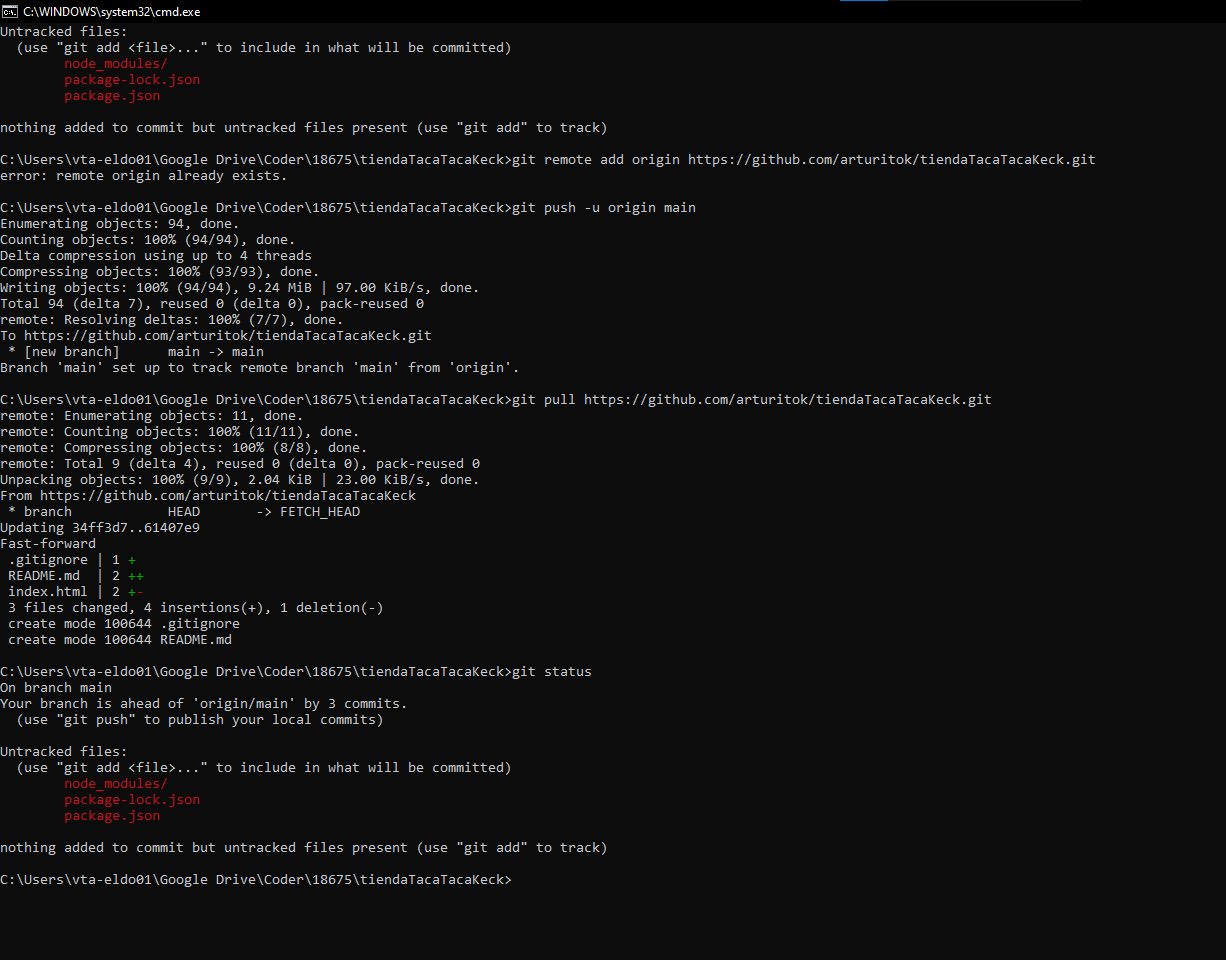 C:\WINDOWS\system32\cmd.exe
Untracked files:
  (use "git add <file>..." to include in what will be committed)
        node_modules/
        package-lock.json
        package.json

nothing added to commit but untracked files present (use "git add" to track)

C:\Users\vta-eldo01\Google Drive\Coder\18675\tiendaTacaTacaKeck>git remote add origin https://github.com/arturitok/tiendaTacaTacaKeck.git
error: remote origin already exists.

C:\Users\vta-eldo01\Google Drive\Coder\18675\tiendaTacaTacaKeck>git push -u origin main
Enumerating objects: 94, done.
Counting objects: 100% (94/94), done.
Delta compression using up to 4 threads
Compressing objects: 100% (93/93), done.
Writing objects: 100% (94/94), 9.24 MiB | 97.00 KiB/s, done.
Total 94 (delta 7), reused 0 (delta 0), pack-reused 0
remote: Resolving deltas: 100% (7/7), done.
To https://github.com/arturitok/tiendaTacaTacaKeck.git
 * [new branch]      main -> main
Branch 'main' set up to track remote branch 'main' from 'origin'.

C:\Users\vta-eldo01\Google Drive\Coder\18675\tiendaTacaTacaKeck>git pull https://github.com/arturitok/tiendaTacaTacaKeck.git
remote: Enumerating objects: 11, done.
remote: Counting objects: 100% (11/11), done.
remote: Compressing objects: 100% (8/8), done.
remote: Total 9 (delta 4), reused 0 (delta 0), pack-reused 0
Unpacking objects: 100% (9/9), 2.04 KiB | 23.00 KiB/s, done.
From https://github.com/arturitok/tiendaTacaTacaKeck
 * branch            HEAD       -> FETCH_HEAD
Updating 34ff3d7..61407e9
Fast-forward
 .gitignore | 1 +
 README.md  | 2 ++
 index.html | 2 +-
 3 files changed, 4 insertions(+), 1 deletion(-)
 create mode 100644 .gitignore
 create mode 100644 README.md

C:\Users\vta-eldo01\Google Drive\Coder\18675\tiendaTacaTacaKeck>git status
On branch main
Your branch is ahead of 'origin/main' by 3 commits.
  (use "git push" to publish your local commits)

Untracked files:
  (use "git add <file>..." to include in what will be committed)
        node_modules/
        package-lock.json
        package.json

nothing added to commit but untracked files present (use "git add" to track)

C:\Users\vta-eldo01\Google Drive\Coder\18675\tiendaTacaTacaKeck>